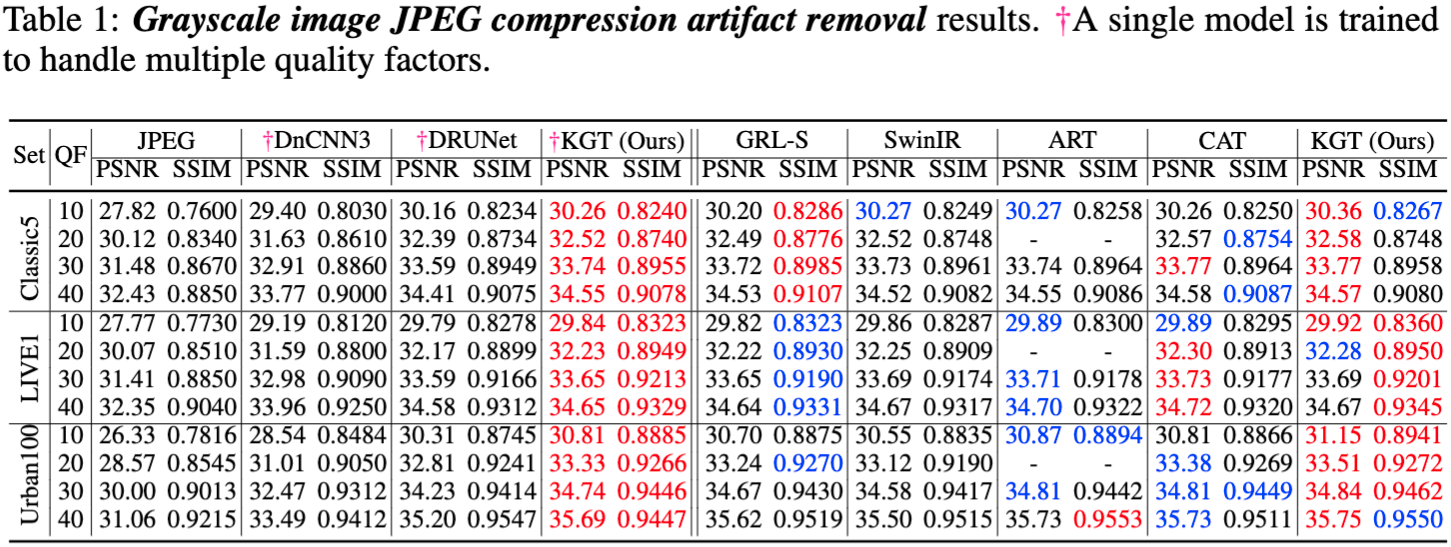 Table 1: Grayscale image JPEG compression artifact removal results. †A single model is trained
to handle multiple quality factors.
Set QF JPEG †DnCNN3 †DRUNet †KGT (Ours) GRL-S SwinIR ART CAT KGT (Ours)
PSNR SSIM PSNR SSIM PSNR SSIM PSNR SSIM PSNR SSIM PSNR SSIM PSNR SSIM PSNR SSIM PSNR SSIM
Classic5
10 27.82 0.7600 29.40 0.8030 30.16 0.8234 30.26 0.8240 30.20 0.8286 30.27 0.8249 30.27 0.8258 30.26 0.8250 30.36 0.8267
20 30.12 0.8340 31.63 0.8610 32.39 0.8734 32.52 0.8740 32.49 0.8776 32.52 0.8748 - - 32.57 0.8754 32.58 0.8748
30 31.48 0.8670 32.91 0.8860 33.59 0.8949 33.74 0.8955 33.72 0.8985 33.73 0.8961 33.74 0.8964 33.77 0.8964 33.77 0.8958
40 32.43 0.8850 33.77 0.9000 34.41 0.9075 34.55 0.9078 34.53 0.9107 34.52 0.9082 34.55 0.9086 34.58 0.9087 34.57 0.9080
LIVE1
10 27.77 0.7730 29.19 0.8120 29.79 0.8278 29.84 0.8323 29.82 0.8323 29.86 0.8287 29.89 0.8300 29.89 0.8295 29.92 0.8360
20 30.07 0.8510 31.59 0.8800 32.17 0.8899 32.23 0.8949 32.22 0.8930 32.25 0.8909 - - 32.30 0.8913 32.28 0.8950
30 31.41 0.8850 32.98 0.9090 33.59 0.9166 33.65 0.9213 33.65 0.9190 33.69 0.9174 33.71 0.9178 33.73 0.9177 33.69 0.9201
40 32.35 0.9040 33.96 0.9250 34.58 0.9312 34.65 0.9329 34.64 0.9331 34.67 0.9317 34.70 0.9322 34.72 0.9320 34.67 0.9345
Urban100
10 26.33 0.7816 28.54 0.8484 30.31 0.8745 30.81 0.8885 30.70 0.8875 30.55 0.8835 30.87 0.8894 30.81 0.8866 31.15 0.8941
20 28.57 0.8545 31.01 0.9050 32.81 0.9241 33.33 0.9266 33.24 0.9270 33.12 0.9190 - - 33.38 0.9269 33.51 0.9272
30 30.00 0.9013 32.47 0.9312 34.23 0.9414 34.74 0.9446 34.67 0.9430 34.58 0.9417 34.81 0.9442 34.81 0.9449 34.84 0.9462
40 31.06 0.9215 33.49 0.9412 35.20 0.9547 35.69 0.9447 35.62 0.9519 35.50 0.9515 35.73 0.9553 35.73 0.9511 35.75 0.9550